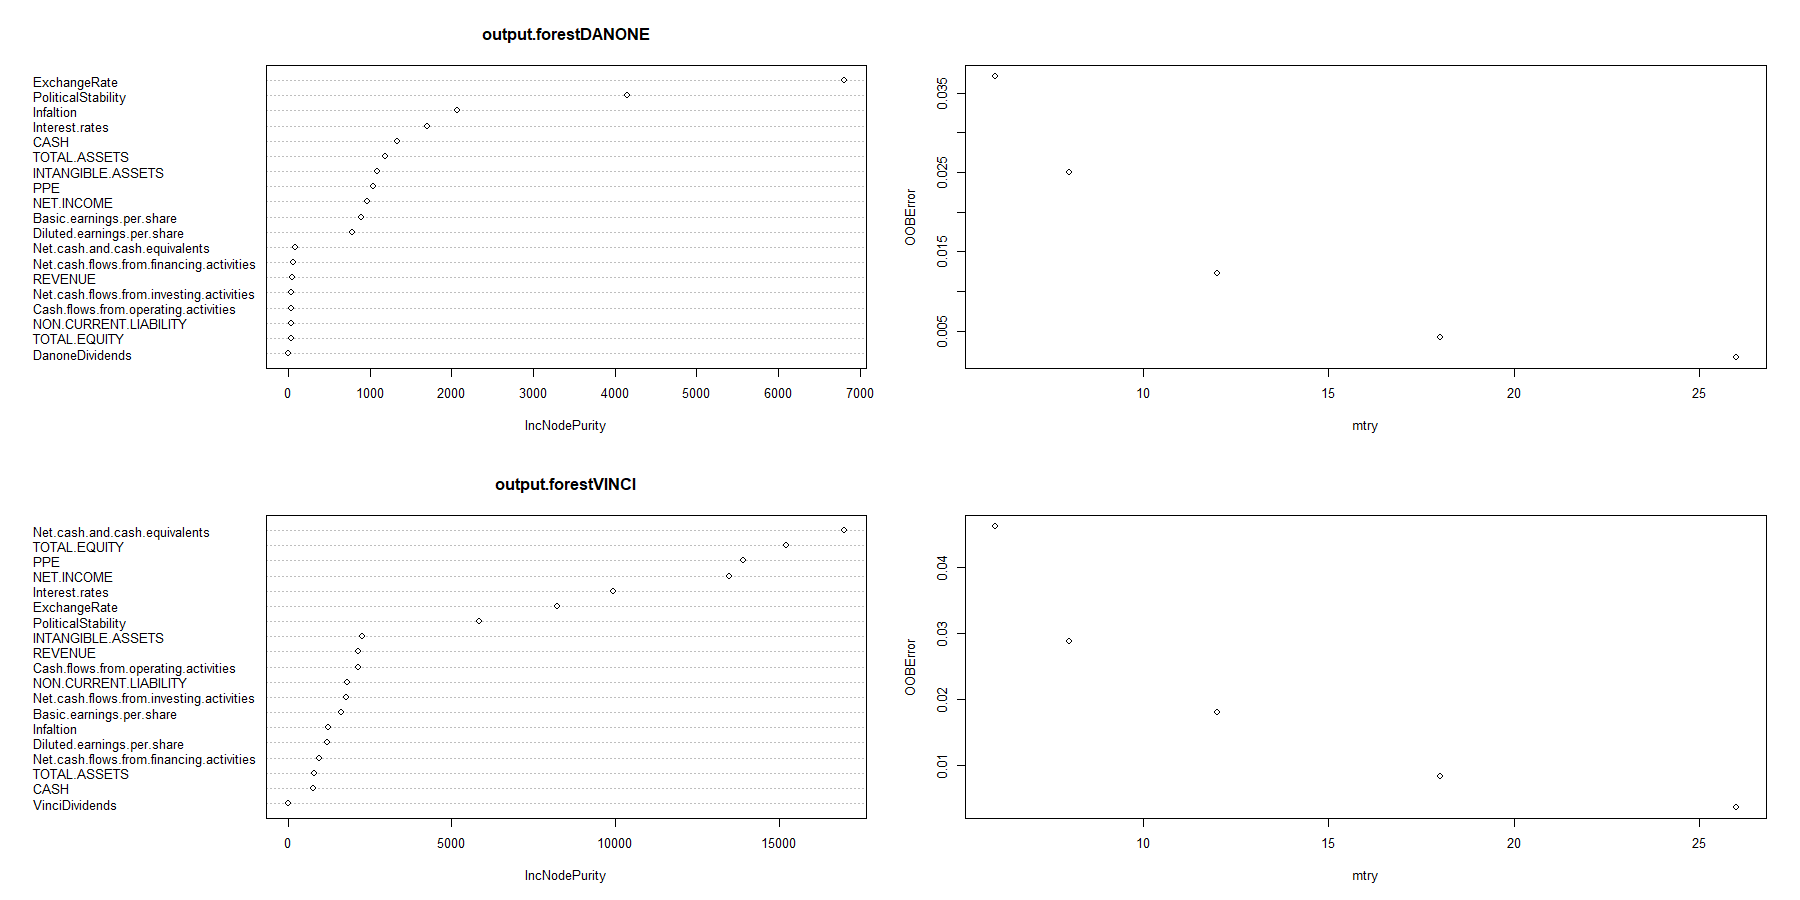 output.forestDANONE
ExchangeRate
PoliticalStability
Infaltion
Interest.rates
CASH
TOTAL.ASSETS
INTANGIBLE.ASSETS
PPE
NET.INCOME
Basic.earnings.per.share
Diluted.earnings.per.share
Net.cash.and.cash.equivalents
Net.cash.flows.from.financing.activities
REVENUE
Net.cash.flows.from.investing.activities
Cash.flows.from.operating.activities
NON.CURRENT.LIABILITY
TOTAL.EQUITY
DanoneDividends
0 1000 2000 3000 4000 5000 6000 7000
IncNodePurity
OOBError
0.035
0.025
0.015
0.005
10 15 20 25
mtry
output.forestVINCI
Net.cash.and.cash.equivalents
TOTAL.EQUITY
PPE
NET.INCOME
Interest.rates
ExchangeRate
PoliticalStability
INTANGIBLE.ASSETS
REVENUE
Cash.flows.from.operating.activities
NON.CURRENT.LIABILITY
Net.cash.flows.from.investing.activities
Basic.earnings.per.share
Infaltion
Diluted.earnings.per.share
Net.cash.flows.from.financing.activities
TOTAL.ASSETS
CASH
VinciDividends
0 5000 10000 15000
IncNodePurity
OOBError
0.04
0.03
0.02
0.01
10 15 20 25
mtry